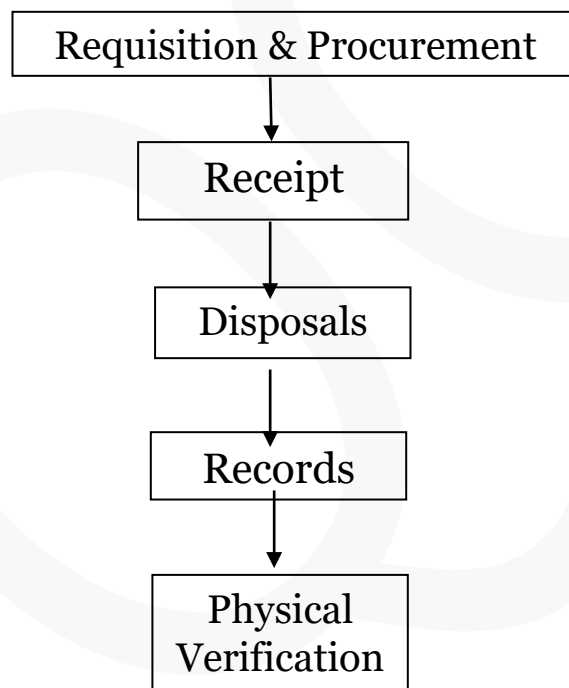 Requisition & Procurement
Receipt
Disposals
Records
Physical
Verification